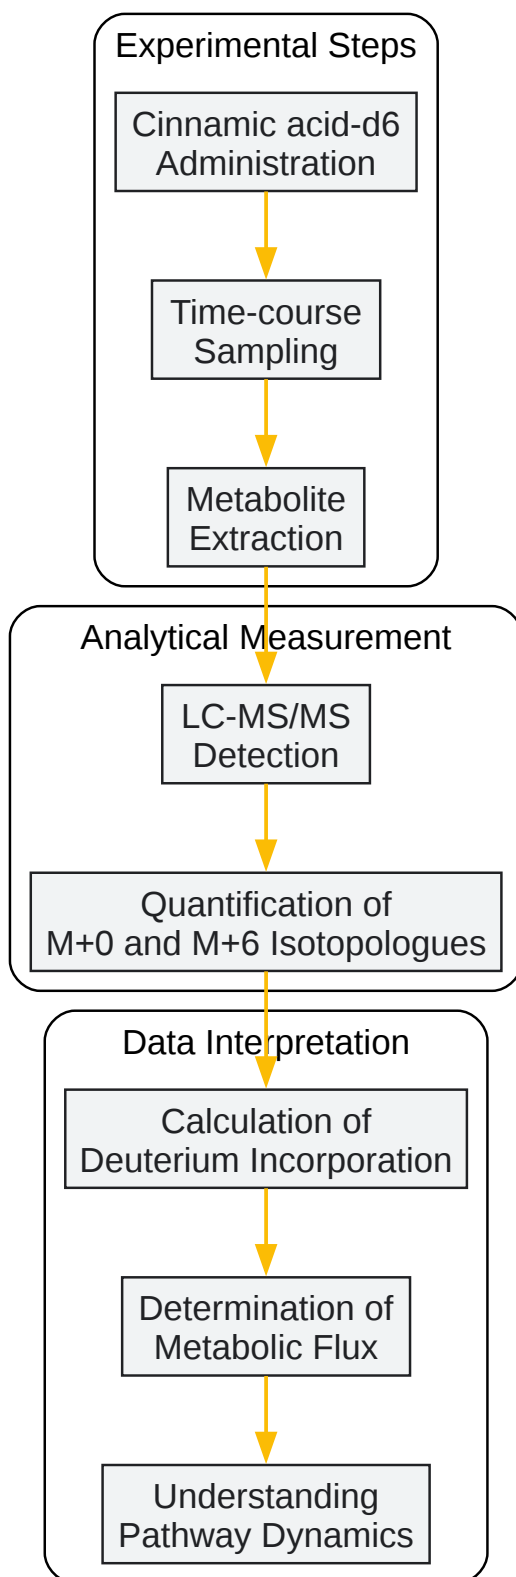 Experimental Steps
Cinnamic acid-d6
Administration
Time-course
Sampling
Metabolite
Extraction
Analytical Measurement
LC-MS/MS
Detection
Quantification of
M+0 and M+6 Isotopologues
Data Interpretation
Calculation of
Deuterium Incorporation
Determination of
Metabolic Flux
Understanding
Pathway Dynamics